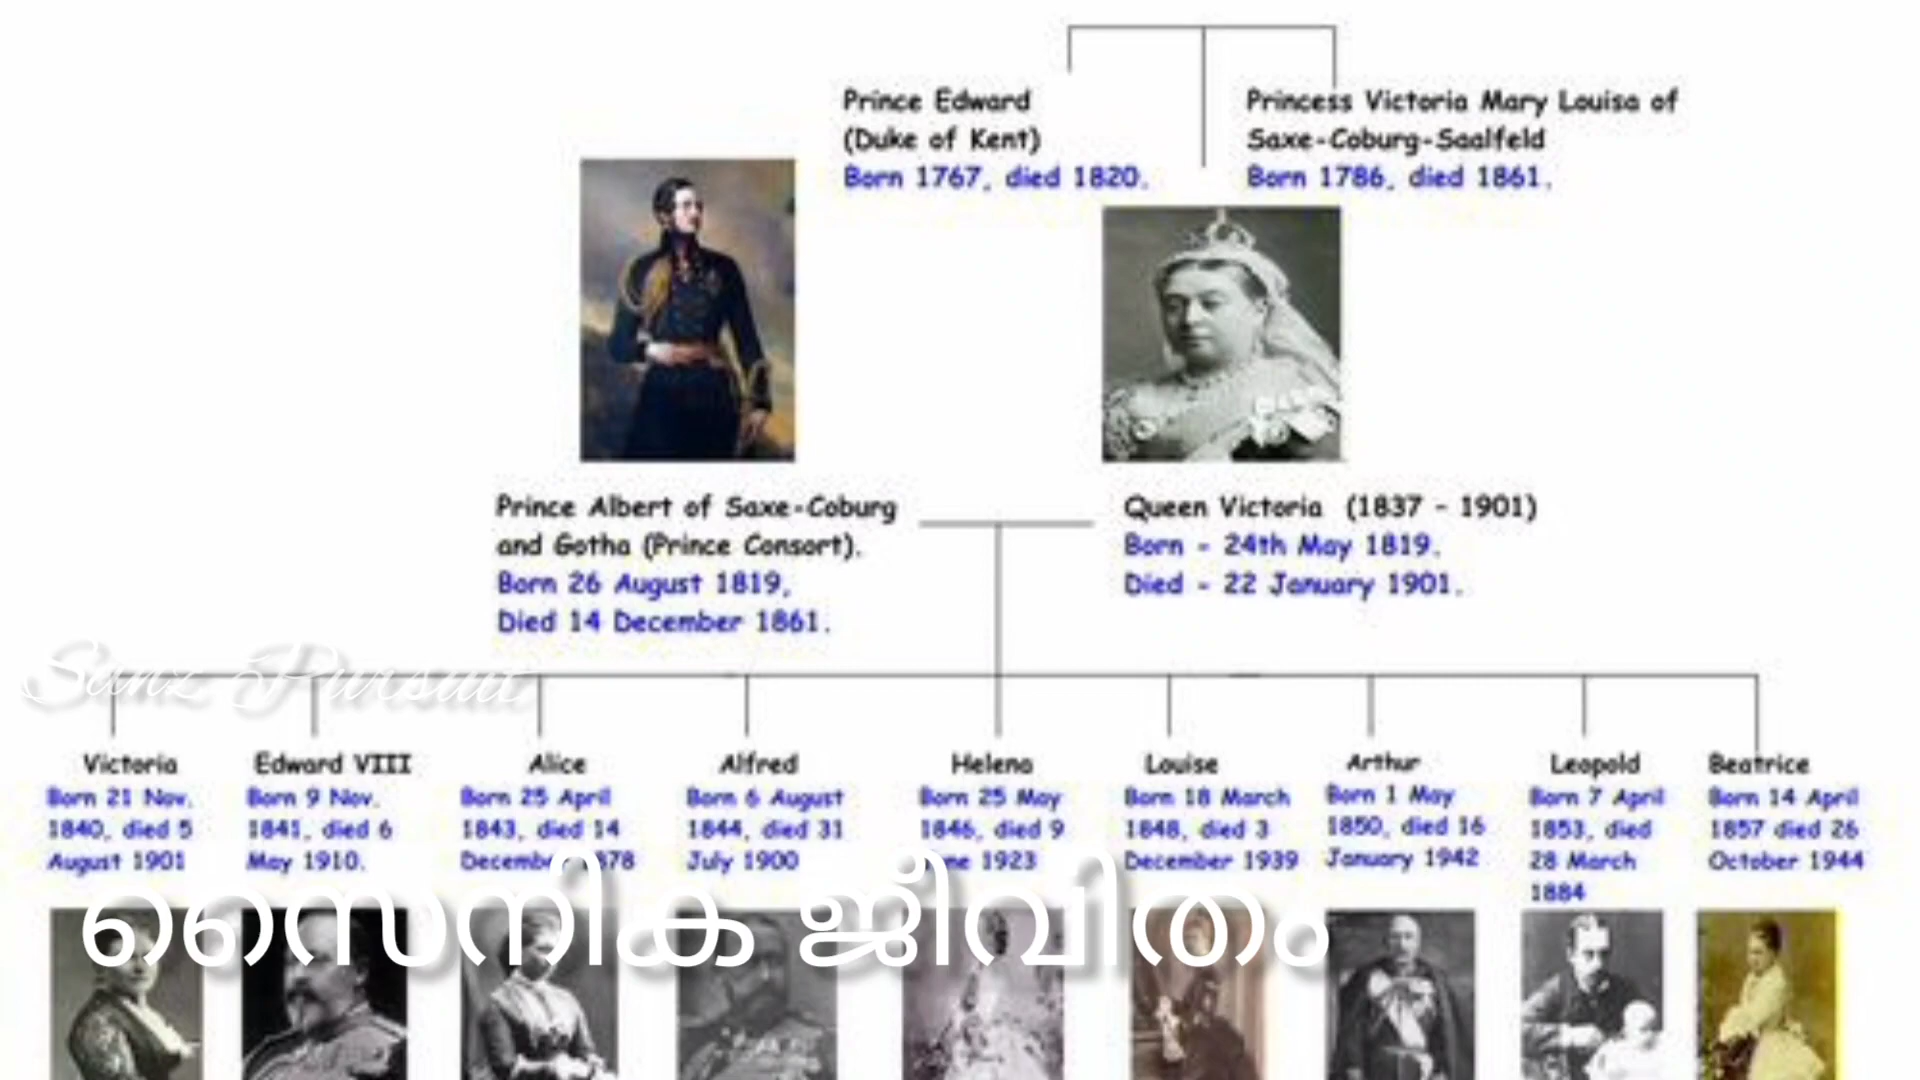 Prince Edward
(Duke of Kent)
Born 1767, died 1820.
Princess Victoria Mary Louisa of
Saxe-Coburg-Saalfeld
Born 1786, died 1861.
Prince Albert of Saxe-Coburg
and Gotha (Prince Consort).
Born 26 August 1819,
Died 14 December 1861.
Queen Victoria (1837 - 1901)
Born - 24th May 1819.
Died - 22 January 1901.
Sanz Pursuit
Victoria
Born 21 Nov.
1840, died 5
August 1901
Edward VIII
Born 9 Nov.
1841, died 6
May 1910.
Alice
Born 25 April
1843, died 14
December 1878
Alfred
Born 6 August
1844, died 31
July 1900
Helena
Born 25 May
1846, died 9
June 1923
Louise
Born 18 March
1848, died 3
December 1939
Arthur
Born 1 May
1850, died 16
January 1942
Leopold
Born 7 April
1853, died
28 March
1884
Beatrice
Born 14 April
1857 died 26
October 1944
സൈനിക ജീവിതം